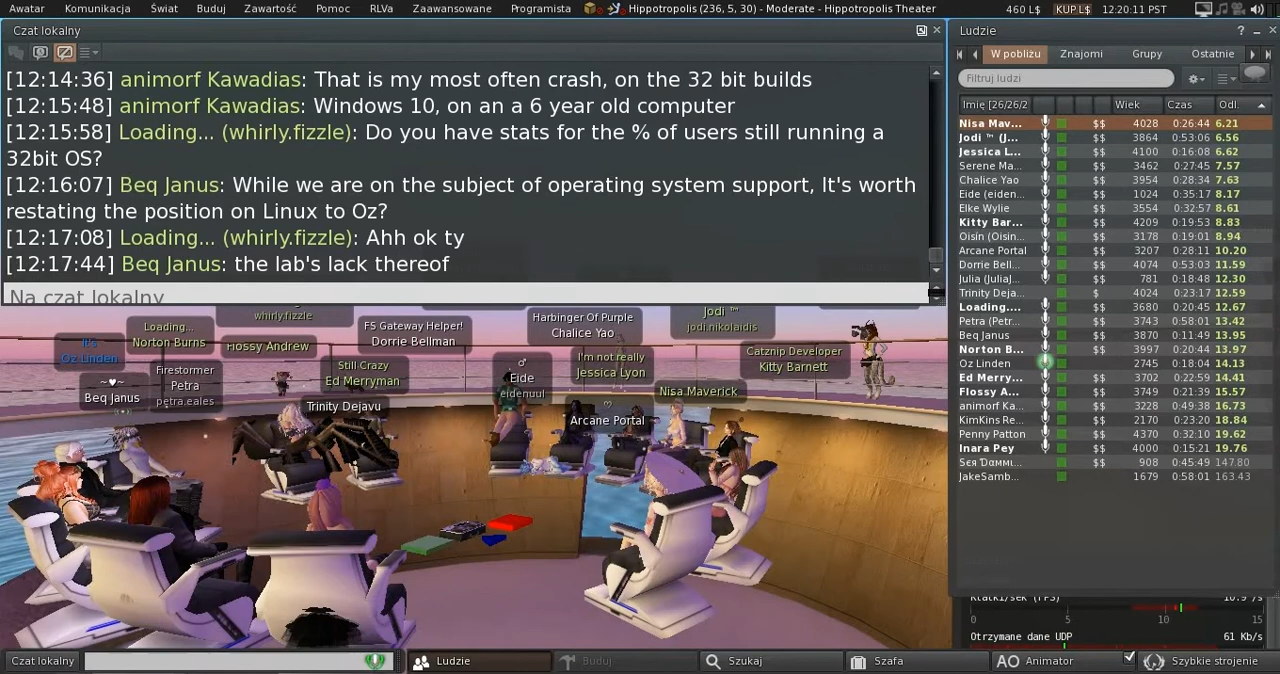 Awatar Komunikacja Świat Buduj Zawartość Pomoc RLVa Zaawansowane Programista Hippotropolis (236, 5, 30) - Moderate - Hippotropolis Theater 460 L$ KUP L$ 12:20:11 PST
Czat lokalny
[12:14:36] animorf Kawadias: That is my most often crash, on the 32 bit builds
[12:15:48] animorf Kawadias: Windows 10, on an a 6 year old computer
[12:15:58] Loading... (whirly.fizzle): Do you have stats for the % of users still running a
32bit OS?
[12:16:07] Beq Janus: While we are on the subject of operating system support, It's worth
restating the position on Linux to Oz?
[12:17:08] Loading... (whirly.fizzle): Ahh ok ty
[12:17:44] Beq Janus: the lab's lack thereof
Na czat lokalny
whirly.fizzle
Loading...
Norton Burns
It's
Oz Linden
Flossy Andrew
FS Gateway Helper!
Dorrie Bellman
Harbinger Of Purple
Chalice Yao
Jodi ™
jodi.nikolaidis
Catznip Developer
Kitty Barnett
~♥~
Beq Janus
Firestormer
Petra
petra.eales
Still Crazy
Ed Merryman
Trinity Dejavu
♂
Eide
eidenuul
I'm not really
Jessica Lyon
Nisa Maverick
♡
Arcane Portal
Ludzie
? _ ×
W pobliżu Znajomi Grupy Ostatnie
Filtruj ludzi
Imię [26/26/2 Wiek Czas Odl.
Nisa Mav... $$ 4028 0:26:44 6.21
Jodi ™ (J... $$ 3864 0:53:06 6.56
Jessica L... $$ 4100 0:16:08 6.62
Serene Ma... $$ 3462 0:27:45 7.57
Chalice Yao $$ 3954 0:28:34 7.63
Eide (eiden... $$ 1024 0:35:17 8.17
Elke Wylie $$ 3554 0:32:57 8.61
Kitty Bar... $$ 4209 0:19:53 8.83
Oisín (Oisin... $$ 3178 0:19:01 8.94
Arcane Portal $$ 3207 0:28:11 10.20
Dorrie Bell... $$ 4074 0:53:03 11.59
Julia (JuliaJ... $$ 781 0:18:48 12.30
Trinity Deja... $ 4024 0:23:17 12.59
Loading.... $$ 3680 0:20:45 12.67
Petra (Petr... $$ 3743 0:58:01 13.42
Beq Janus $$ 3870 0:11:49 13.95
Norton B... $$ 3997 0:20:44 13.97
Oz Linden 2745 0:18:04 14.13
Ed Merry... $$ 3702 0:22:59 14.41
Flossy A... $$ 3749 0:21:39 15.57
animorf Ka... $$ 3228 0:49:38 16.73
KimKins Re... $$ 2170 0:23:20 18.84
Penny Patton $$ 4370 0:32:10 19.62
Inara Pey $$ 4000 0:15:21 19.76
$$ 908 0:45:49 147.80
JakeSamb... 1679 0:58:01 163.43
Klatki/sek (FPS) 10.9 /s
0 5 10 15
Otrzymane dane UDP 61 Kb/s
Czat lokalny Ludzie Buduj Szukaj Szafa AO Animator Szybkie strojenie